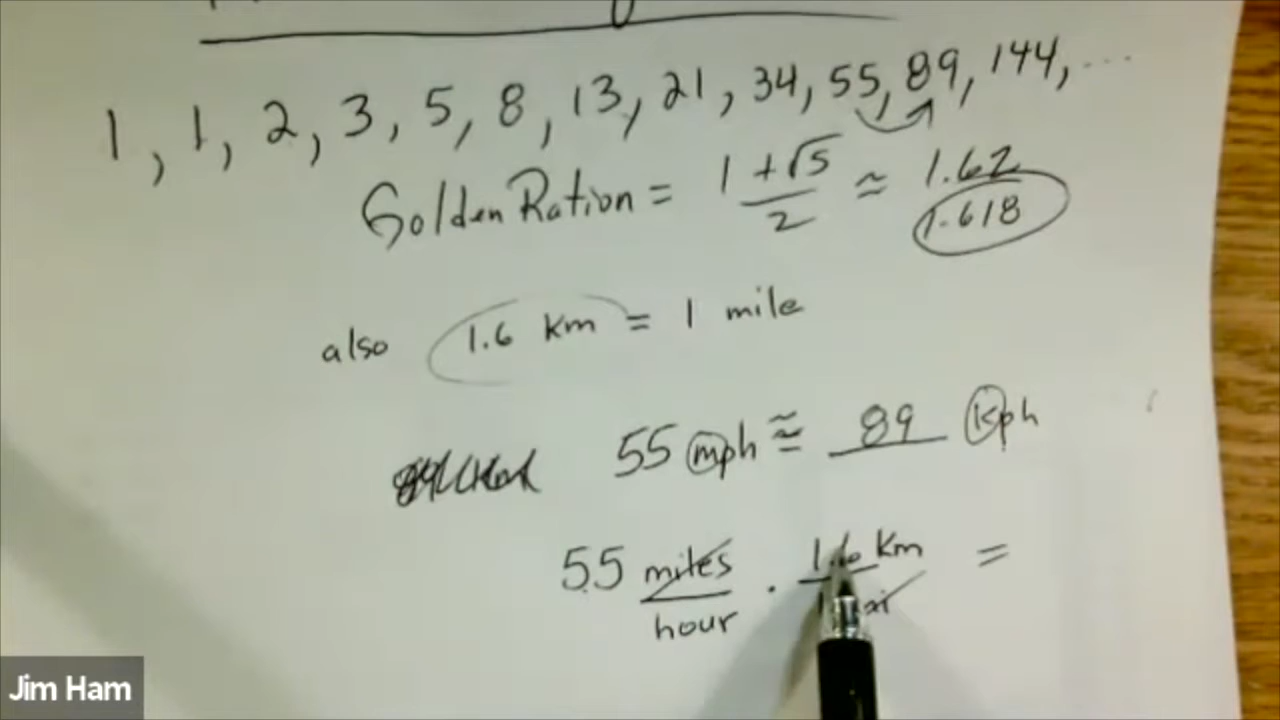 1, 1, 2, 3, 5, 8, 13, 21, 34, 55, 89, 144, ...
Golden Ration = 1 + √5 / 2 ≈ 1.62
1.618
also 1.6 km = 1 mile
55 mph ≅ 89 kph
55 miles / hour · 1.6 km / =
Jim Ham